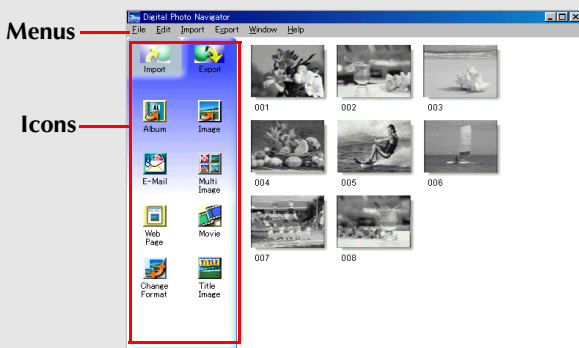 Digital Photo Navigator
File Edit Import Export Window Help
Menus
Import Export
Icons
Album Image
E-Mail Multi Image
Web Page Movie
Change Format Title Image
TITLE
001 002 003
004 005 006
007 008